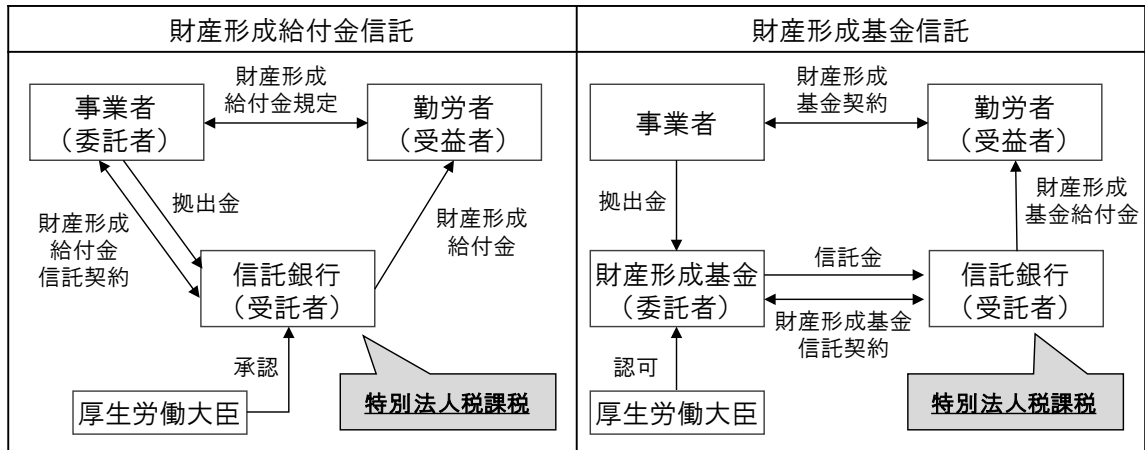 財産形成給付金信託
財産形成
給付金規定
事業者
（委託者）
勤労者
（受益者）
拠出金
財産形成
給付金
信託契約
財産形成
給付金
信託銀行
（受託者）
承認
厚生労働大臣
特別法人税課税
財産形成基金信託
財産形成
基金契約
事業者
勤労者
（受益者）
拠出金
財産形成
基金給付金
財産形成基金
（委託者）
信託金
信託銀行
（受託者）
財産形成基金
信託契約
認可
厚生労働大臣
特別法人税課税